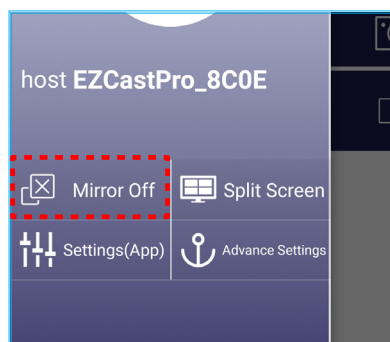 host EZCastPro_8C0E
Mirror Off
Split Screen
Settings(App)
Advance Settings